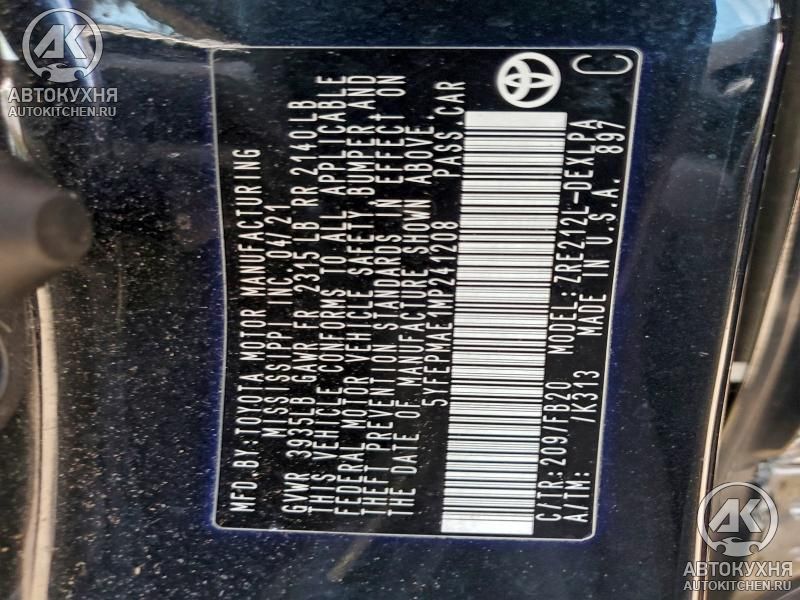 MFD.BY:TOYOTA MOTOR MANUFACTURING
MISSISSIPPI INC. 04/21
GVWR 3935LB GAWR FR 2315 LB RR 2140LB
THIS VEHICLE CONFORMS TO ALL APPLICABLE
FEDERAL MOTOR VEHICLE SAFETY, BUMPER,AND
THEFT PREVENTION STANDARDS IN EFFECT ON
THE DATE OF MANUFACTURE SHOWN ABOVE.
5YFEPMAE1MP241208 PASS.CAR
C/TR:209/FB20 MODEL:ZRE212L-DEXLPA
A/TM: /K313 MADE IN U.S.A. 897
C
AK
АВТОКУХНЯ
AUTOKITCHEN.RU
AK
АВТОКУХНЯ
AUTOKITCHEN.RU